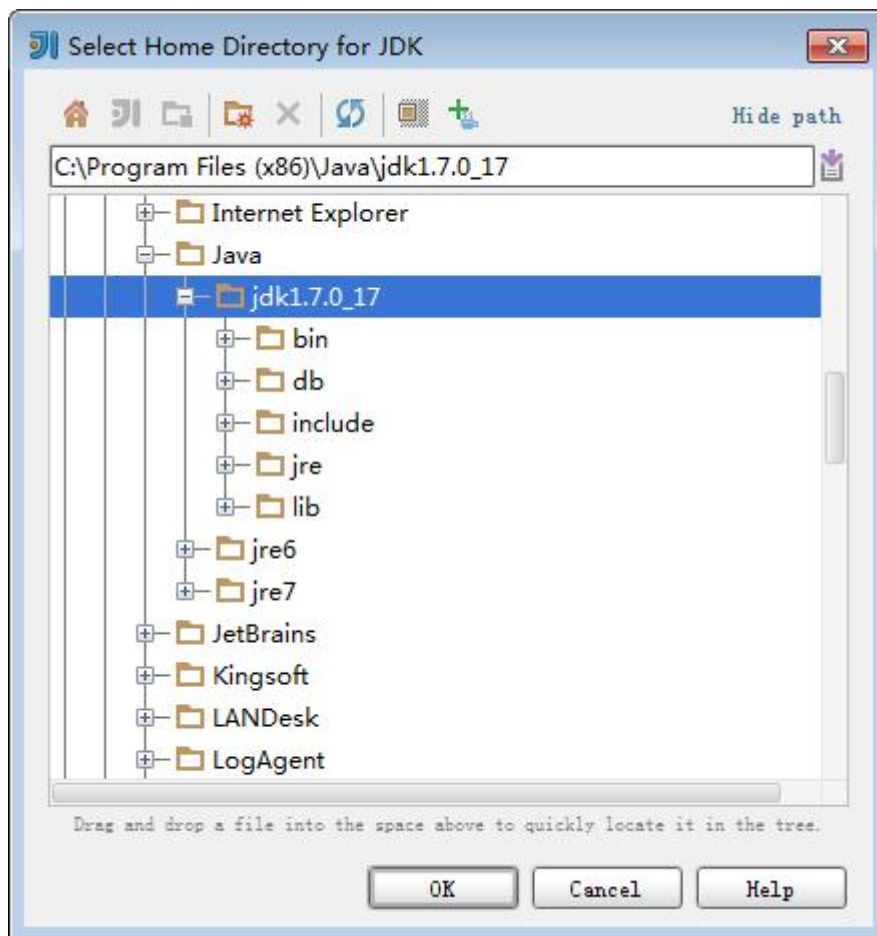 Select Home Directory for JDK
Hide path
C:\Program Files (x86)\Java\jdk1.7.0_17
Internet Explorer
Java
jdk1.7.0_17
bin
db
include
jre
lib
jre6
jre7
JetBrains
Kingsoft
LANDesk
LogAgent
Drag and drop a file into the space above to quickly locate it in the tree.
OK Cancel Help